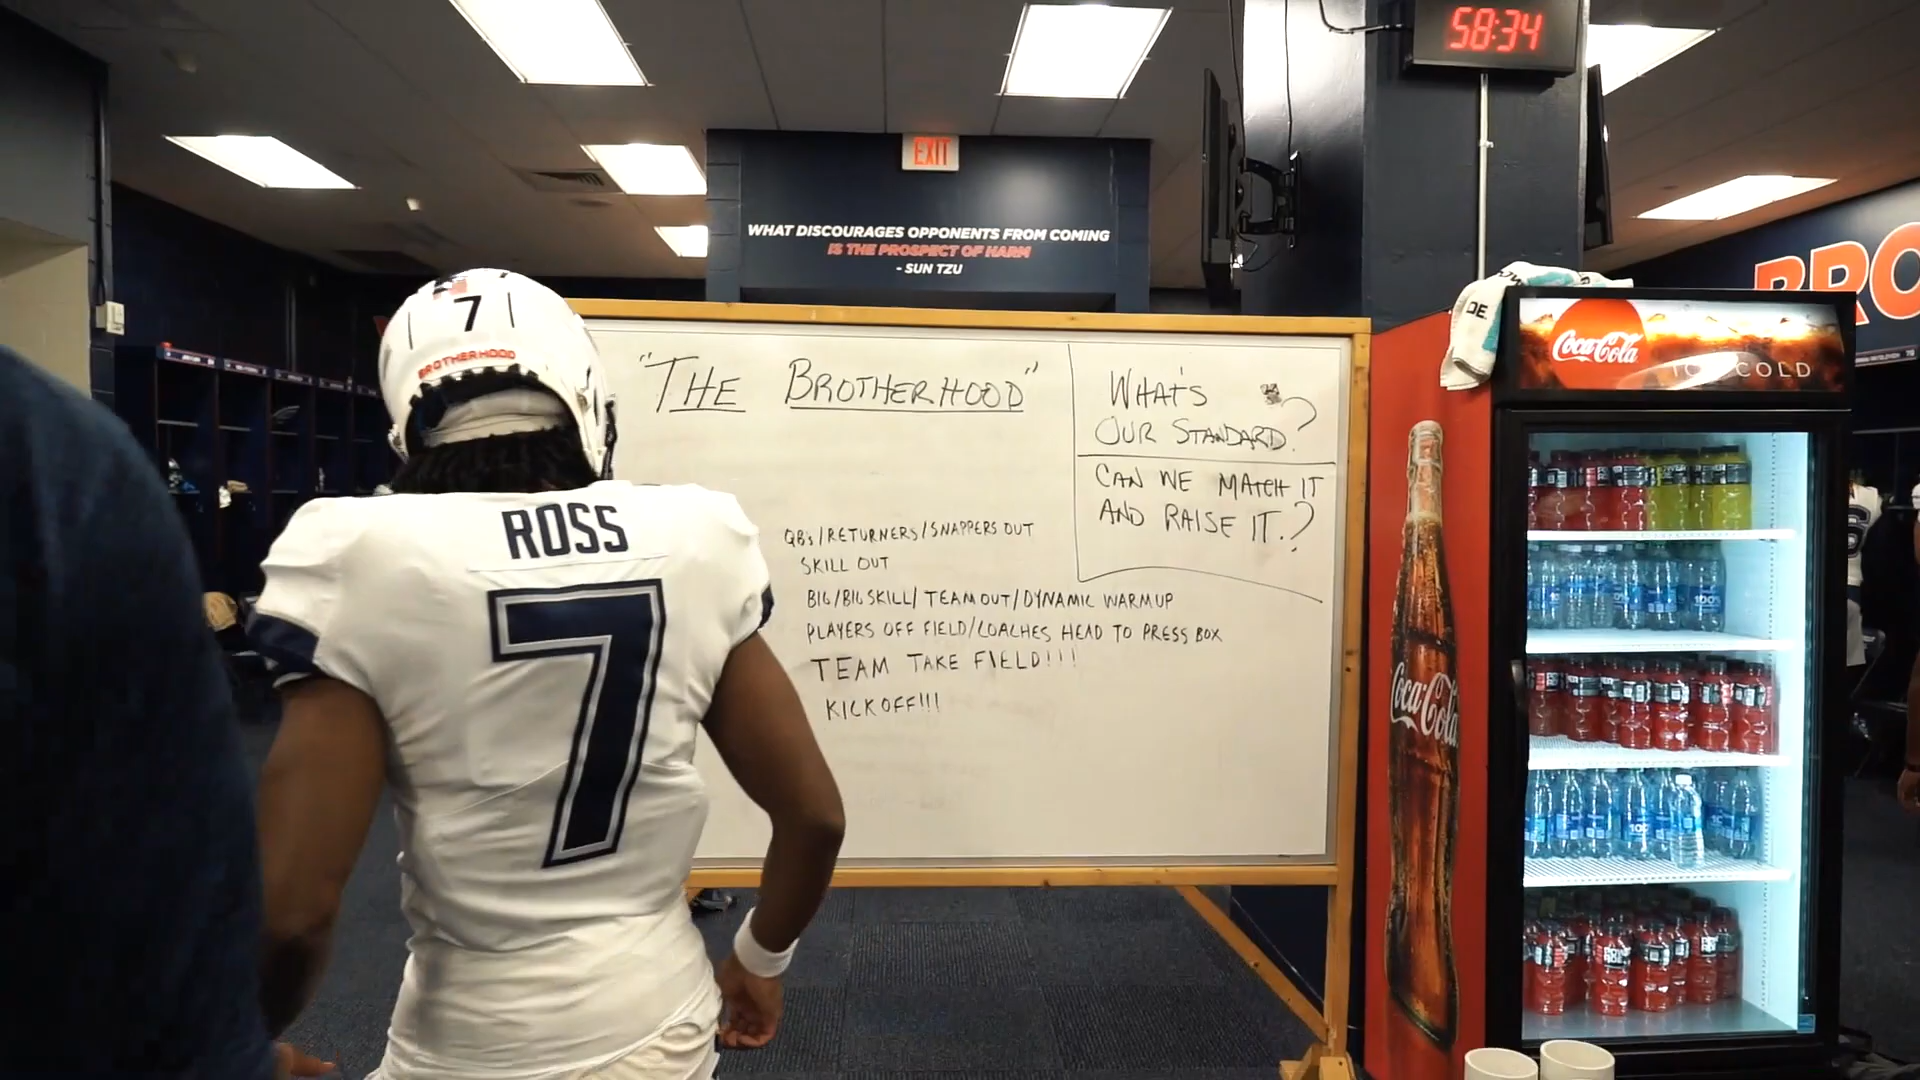 58:34
EXIT
WHAT DISCOURAGES OPPONENTS FROM COMING
IS THE PROSPECT OF HARM
- SUN TZU
BRO
7
BROTHERHOOD
ROSS
7
"THE BROTHERHOOD"
WHAT'S
OUR STANDARD?
CAN WE MATCH IT
AND RAISE IT.?
QBs/RETURNERS/SNAPPERS OUT
SKILL OUT
BIG/BIG SKILL/TEAM OUT/DYNAMIC WARMUP
PLAYERS OFF FIELD/COACHES HEAD TO PRESS BOX
TEAM TAKE FIELD!!!
KICKOFF!!!
DE.
Coca-Cola
ICE COLD
Coca-Cola